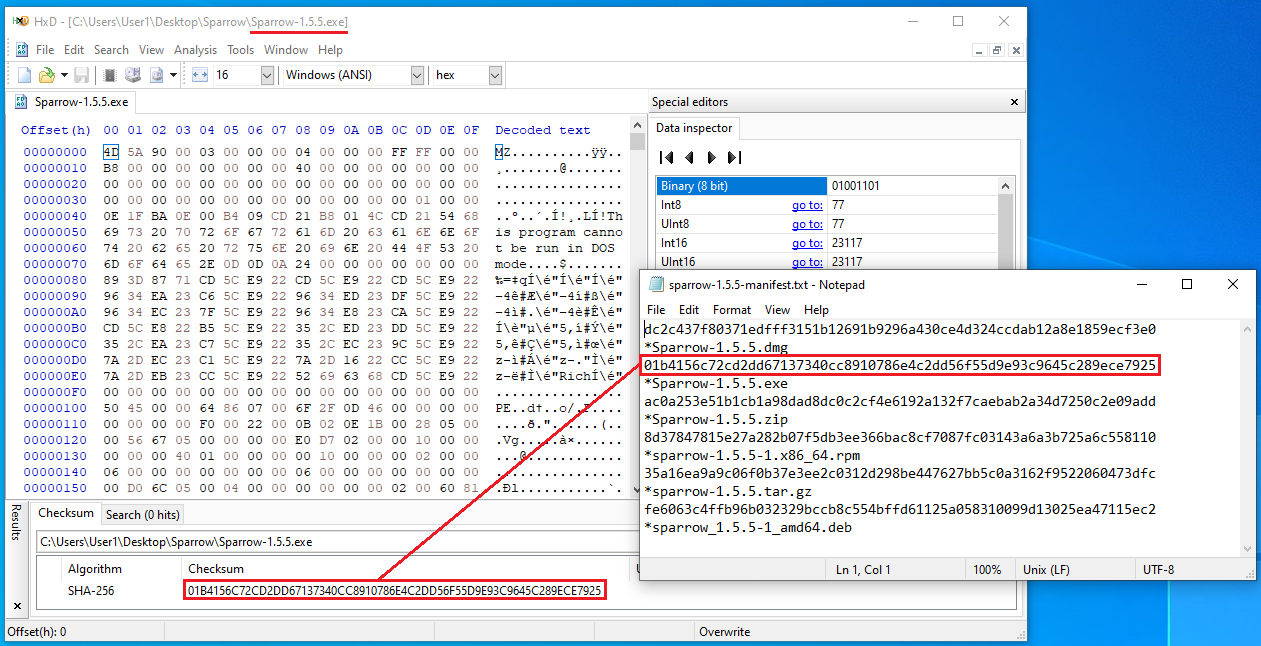 HxD - [C:\Users\User1\Desktop\Sparrow\Sparrow-1.5.5.exe]
File Edit Search View Analysis Tools Window Help
16 Windows (ANSI) hex
Sparrow-1.5.5.exe
Offset(h) 00 01 02 03 04 05 06 07 08 09 0A 0B 0C 0D 0E 0F Decoded text
00000000 4D 5A 90 00 03 00 00 00 04 00 00 00 FF FF 00 00 MZ..........ÿÿ..
00000010 B8 00 00 00 00 00 00 00 40 00 00 00 00 00 00 00 ¸.......@.......
00000020 00 00 00 00 00 00 00 00 00 00 00 00 00 00 00 00 ................
00000030 00 00 00 00 00 00 00 00 00 00 00 00 00 01 00 00 ................
00000040 0E 1F BA 0E 00 B4 09 CD 21 B8 01 4C CD 21 54 68 ..º..´.Í!¸.LÍ!Th
00000050 69 73 20 70 72 6F 67 72 61 6D 20 63 61 6E 6E 6F is program canno
00000060 74 20 62 65 20 72 75 6E 20 69 6E 20 44 4F 53 20 t be run in DOS
00000070 6D 6F 64 65 2E 0D 0D 0A 24 00 00 00 00 00 00 00 mode....$.......
00000080 89 3D 87 71 CD 5C E9 22 CD 5C E9 22 CD 5C E9 22 ‰=‡qÍ\é"Í\é"Í\é"
00000090 96 34 EA 23 C6 5C E9 22 96 34 ED 23 DF 5C E9 22 –4ê#Æ\é"–4í#ß\é"
000000A0 96 34 EC 23 7F 5C E9 22 96 34 E8 23 CA 5C E9 22 –4ì#.\é"–4è#Ê\é"
000000B0 CD 5C E8 22 B5 5C E9 22 35 2C ED 23 DD 5C E9 22 Í\è"µ\é"5,í#Ý\é"
000000C0 35 2C EA 23 C7 5C E9 22 35 2C EC 23 9C 5C E9 22 5,ê#Ç\é"5,ì#œ\é"
000000D0 7A 2D EC 23 C1 5C E9 22 7A 2D 16 22 CC 5C E9 22 z-ì#Á\é"z-."Ì\é"
000000E0 7A 2D EB 23 CC 5C E9 22 52 69 63 68 CD 5C E9 22 z-ë#Ì\é"RichÍ\é"
000000F0 00 00 00 00 00 00 00 00 00 00 00 00 00 00 00 00 ................
00000100 50 45 00 00 64 86 07 00 6F 2F 0D 46 00 00 00 00 PE..d†..o/.F....
00000110 00 00 00 00 F0 00 22 00 0B 02 0E 1B 00 28 05 00 ....ð."......(..
00000120 00 56 67 05 00 00 00 00 E0 D7 02 00 00 10 00 00 .Vg.....à×......
00000130 00 00 00 40 01 00 00 00 00 10 00 00 00 02 00 00 ...@............
00000140 06 00 00 00 00 00 00 00 06 00 00 00 00 00 00 00 ................
00000150 00 D0 6C 05 00 04 00 00 00 00 00 00 02 00 60 81 .Ðl...........`.
Special editors
Data inspector
Binary (8 bit) 01001101
Int8 go to: 77
UInt8 go to: 77
Int16 go to: 23117
UInt16 go to: 23117
sparrow-1.5.5-manifest.txt - Notepad
File Edit Format View Help
dc2c437f80371edfff3151b12691b9296a430ce4d324ccdab12a8e1859ecf3e0
*Sparrow-1.5.5.dmg
01b4156c72cd2dd67137340cc8910786e4c2dd56f55d9e93c9645c289ece7925
*Sparrow-1.5.5.exe
ac0a253e51b1cb1a98dad8dc0c2cf4e6192a132f7caebab2a34d7250c2e09add
*Sparrow-1.5.5.zip
8d37847815e27a282b07f5db3ee366bac8cf7087fc03143a6a3b725a6c558110
*sparrow-1.5.5-1.x86_64.rpm
35a16ea9a9c06f0b37e3ee2c0312d298be447627bb5c0a3162f9522060473dfc
*sparrow-1.5.5.tar.gz
fe6063c4ffb96b032329bccb8c554bffd61125a058310099d13025ea47115ec2
*sparrow_1.5.5-1_amd64.deb
Ln 1, Col 1 100% Unix (LF) UTF-8
Results
Checksum Search (0 hits)
C:\Users\User1\Desktop\Sparrow\Sparrow-1.5.5.exe
Algorithm Checksum
SHA-256 01B4156C72CD2DD67137340CC8910786E4C2DD56F55D9E93C9645C289ECE7925
Offset(h): 0 Overwrite